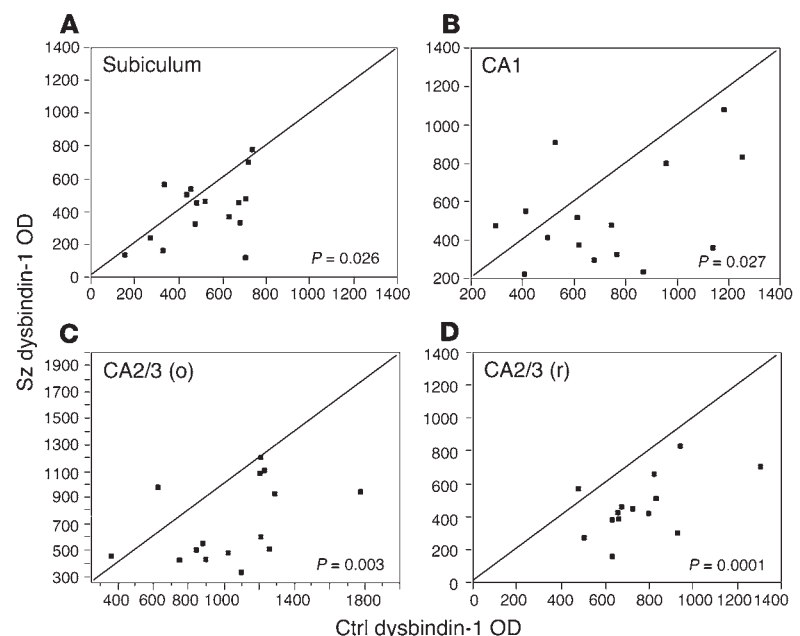 A
Subiculum
1400
1200
1000
800
600
400
200
0
P = 0.026
0 200 400 600 800 1000 1200 1400
B
CA1
1400
1200
1000
800
600
400
200
P = 0.027
200 400 600 800 1000 1200 1400
Sz dysbindin-1 OD
C
CA2/3 (o)
1900
1700
1500
1300
1100
900
700
500
300
P = 0.003
400 600 800 1000 1400 1800
D
CA2/3 (r)
1400
1200
1000
800
600
400
200
0
P = 0.0001
0 200 400 600 800 1000 1200 1400
Ctrl dysbindin-1 OD